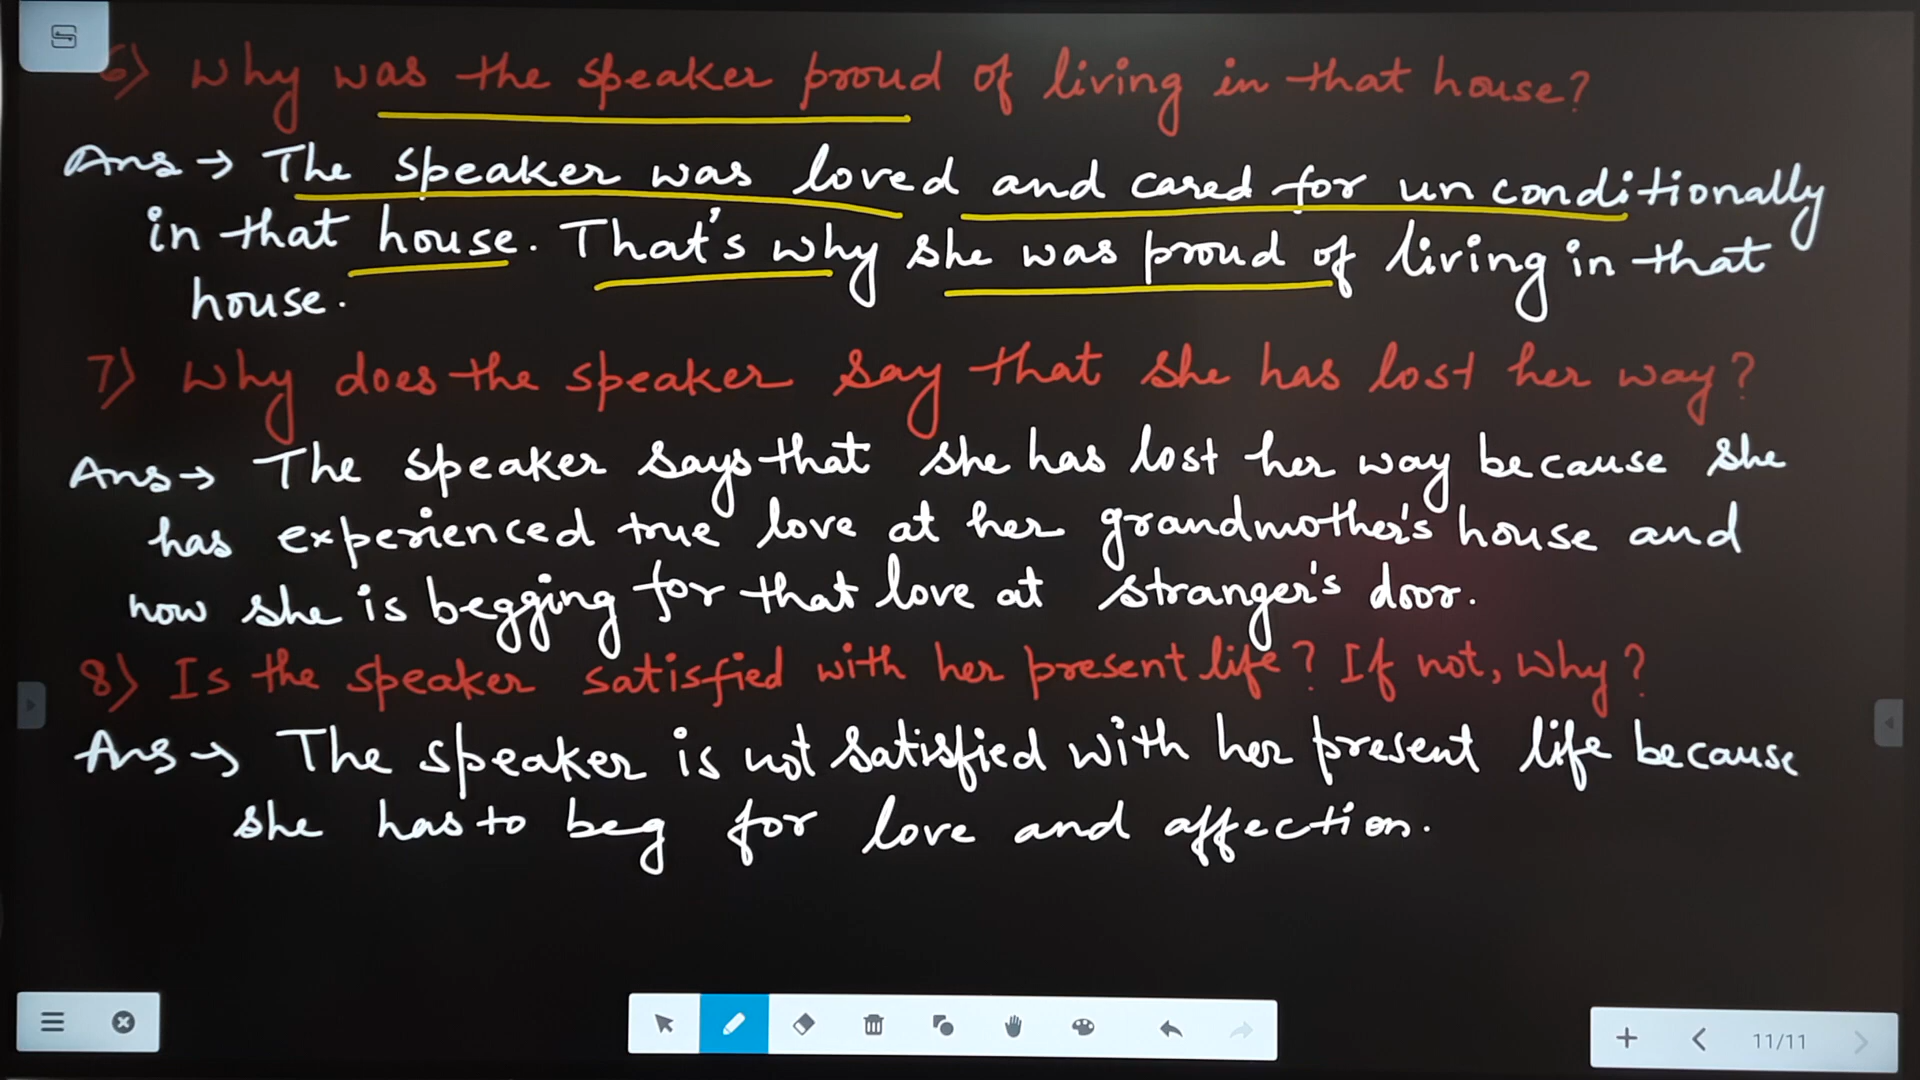 6) Why was the speaker proud of living in that house?
Ans → The speaker was loved and cared for unconditionally
in that house. That's why she was proud of living in that
house.
7) Why does the speaker say that she has lost her way?
Ans → The speaker says that she has lost her way because she
has experienced true love at her grandmother's house and
now she is begging for that love at stranger's door.
8) Is the speaker satisfied with her present life? If not, why?
Ans → The speaker is not satisfied with her present life because
she has to beg for love and affection.
11/11